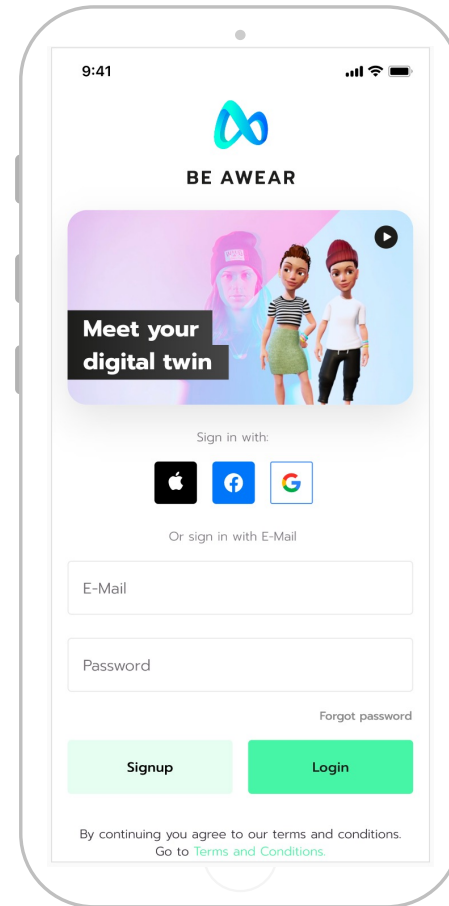 9:41
BE AWEAR
Meet your
digital twin
Sign in with:
Or sign in with E-Mail
E-Mail
Password
Forgot password
Signup
Login
By continuing you agree to our terms and conditions.
Go to Terms and Conditions.